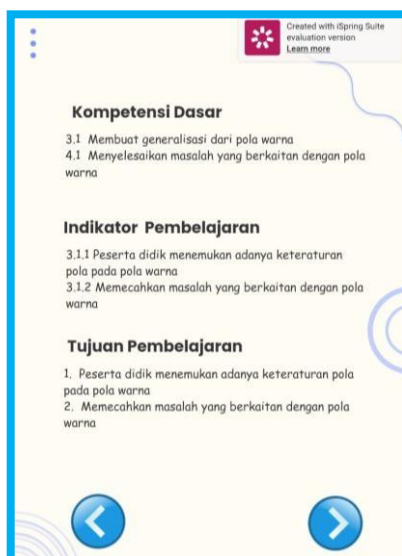 Created with iSpring Suite
evaluation version
Learn more
Kompetensi Dasar
3.1 Membuat generalisasi dari pola warna
4.1 Menyelesaikan masalah yang berkaitan dengan pola
warna
Indikator Pembelajaran
3.1.1 Peserta didik menemukan adanya keteraturan
pola pada pola warna
3.1.2 Memecahkan masalah yang berkaitan dengan pola
warna
Tujuan Pembelajaran
1. Peserta didik menemukan adanya keteraturan pola
pada pola warna
2. Memecahkan masalah yang berkaitan dengan pola
warna